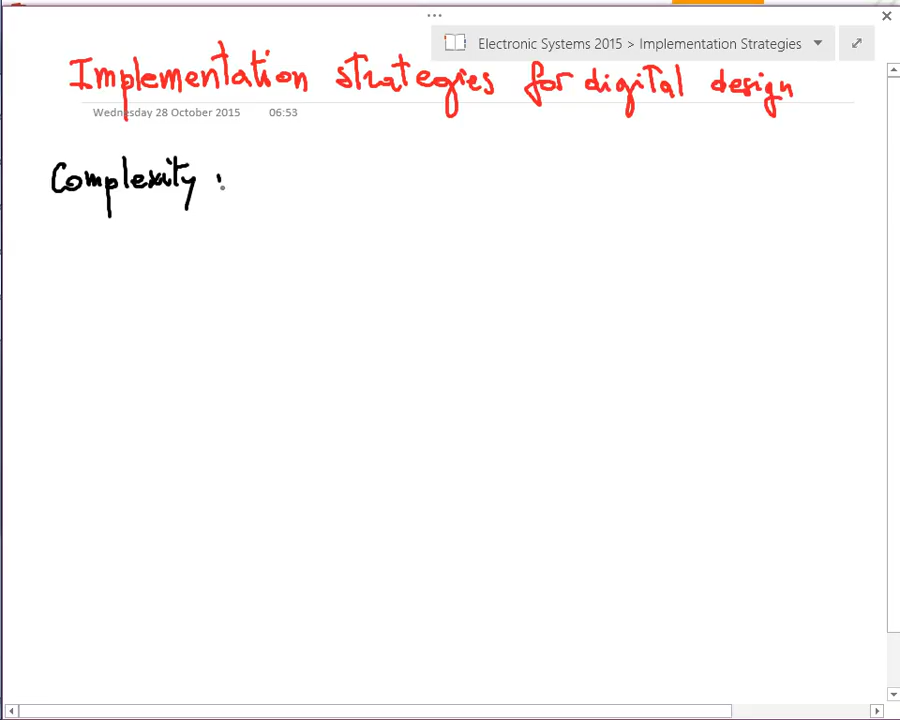 Electronic Systems 2015 > Implementation Strategies
Implementation strategies for digital design
Wednesday 28 October 2015 06:53
Complexity :